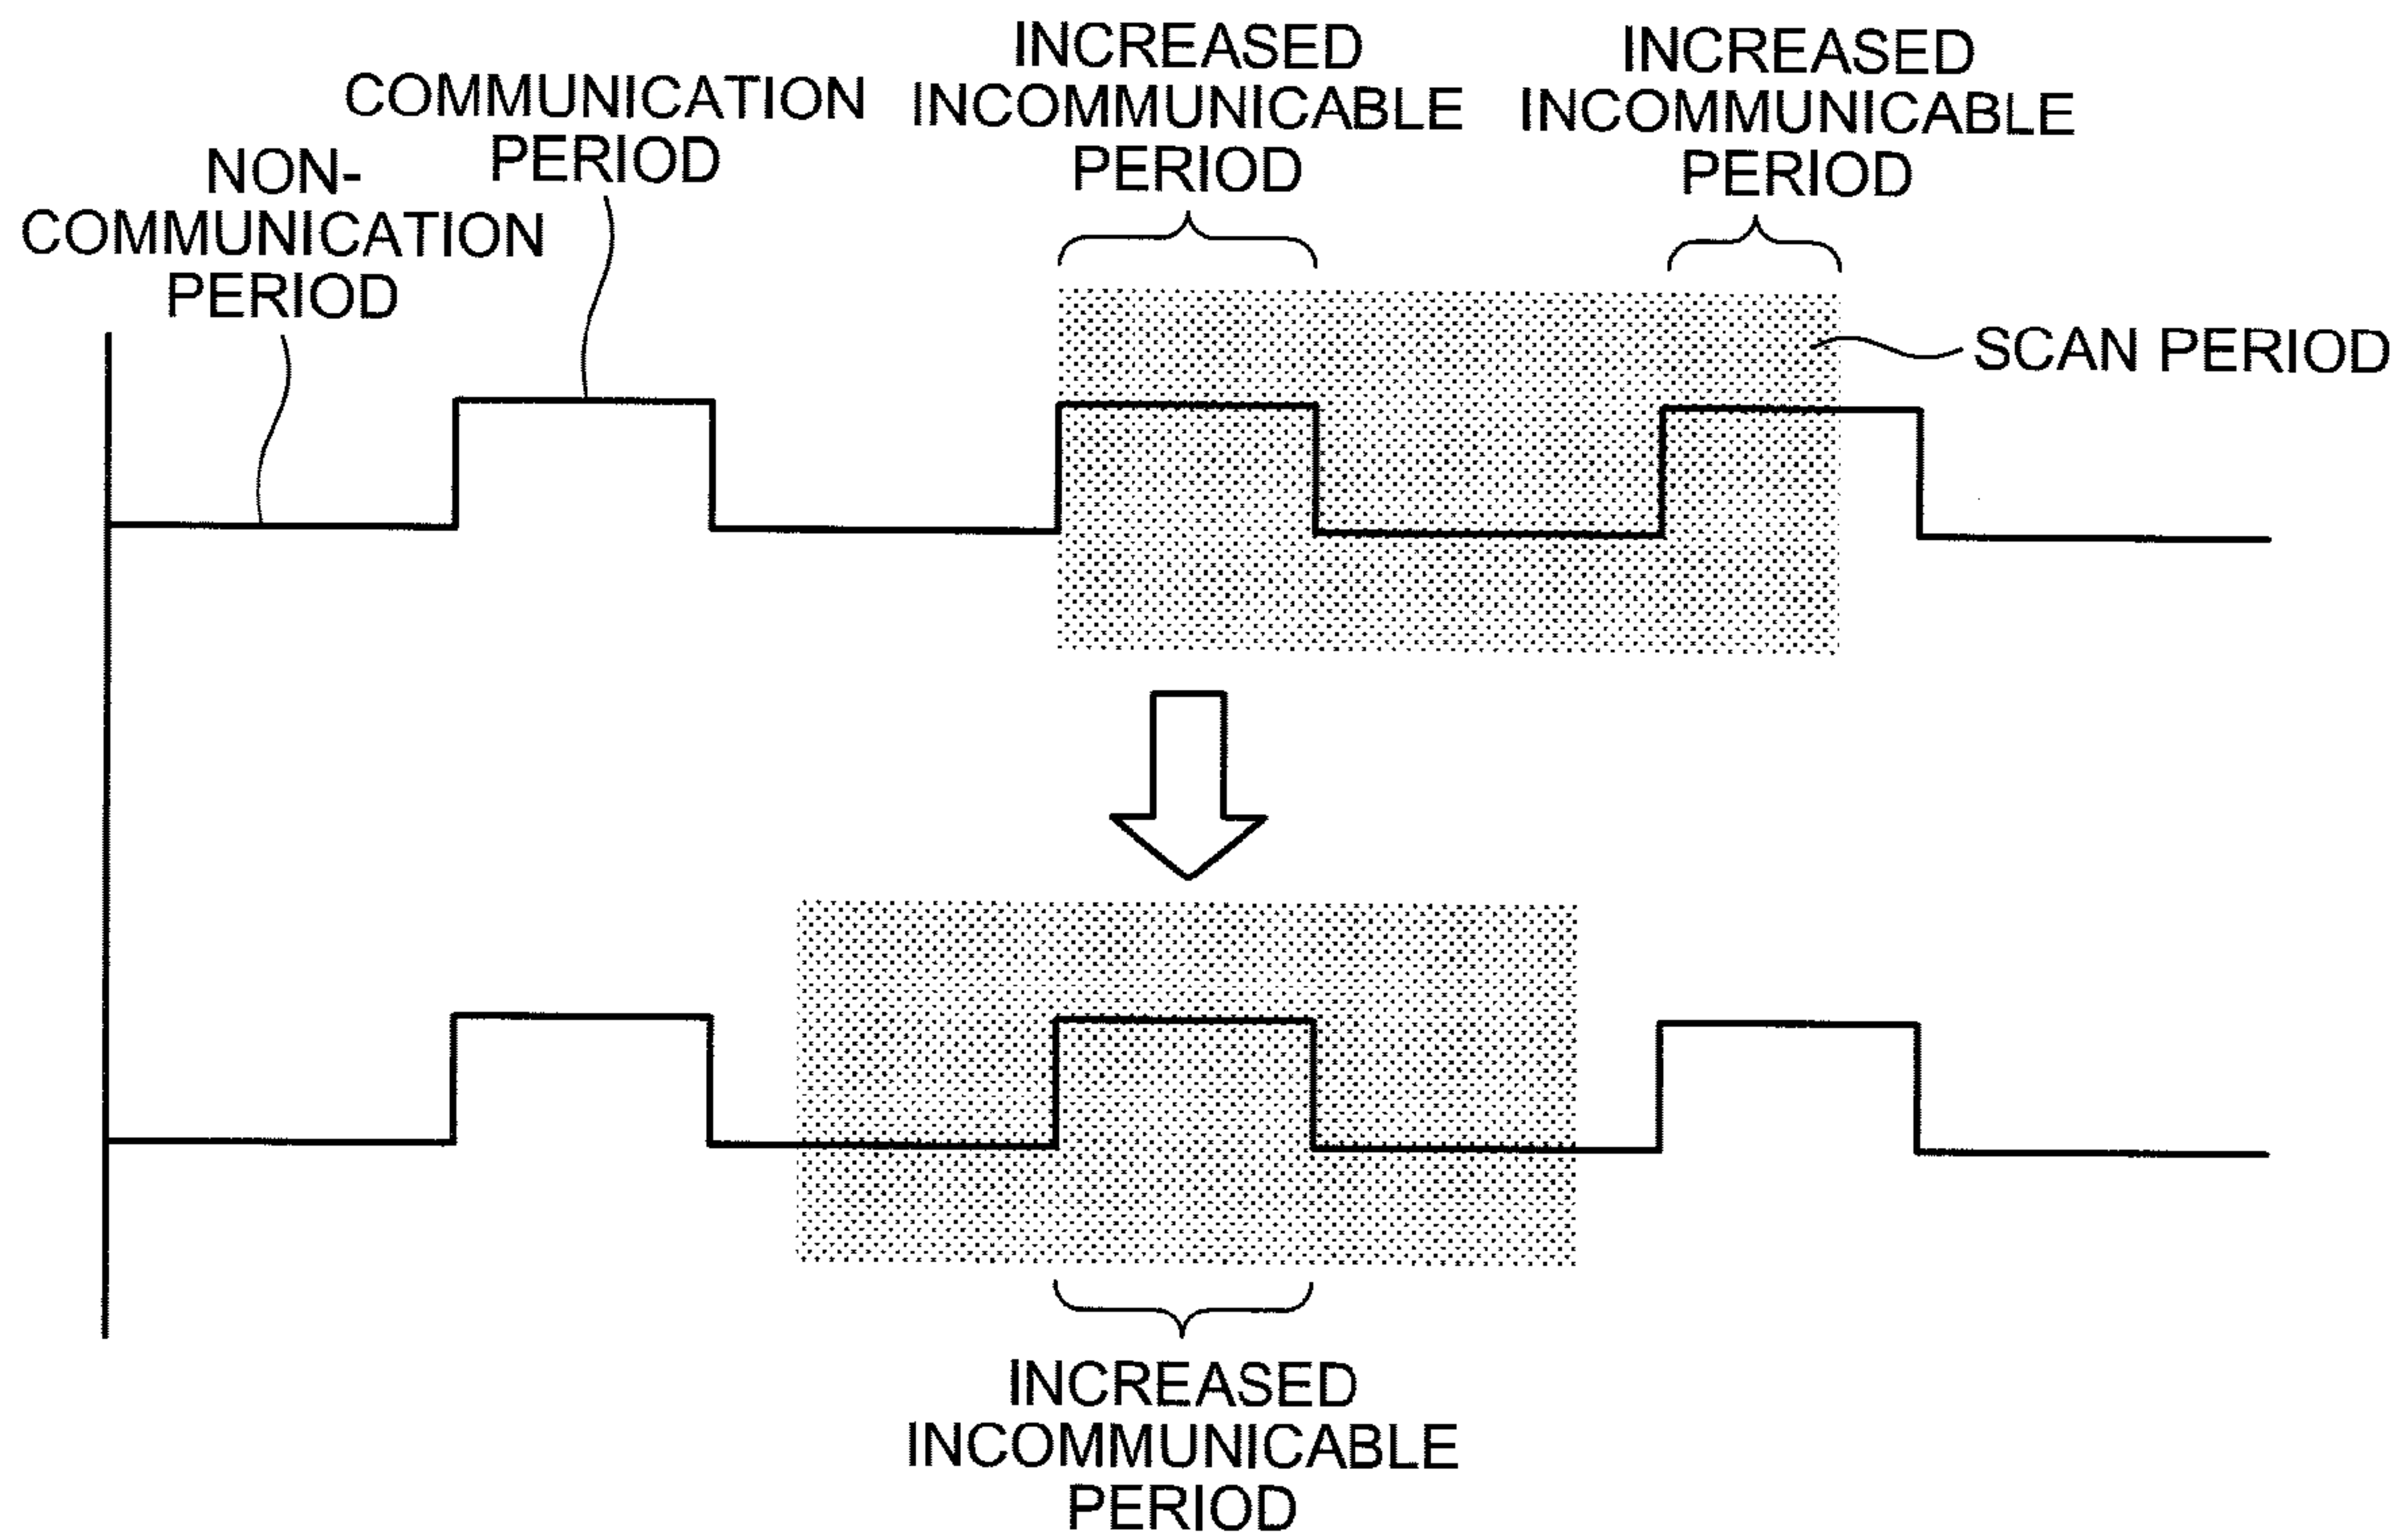 NON-
COMMUNICATION
PERIOD
COMMUNICATION
PERIOD
INCREASED
INCOMMUNICABLE
PERIOD
INCREASED
INCOMMUNICABLE
PERIOD
SCAN PERIOD
INCREASED
INCOMMUNICABLE
PERIOD